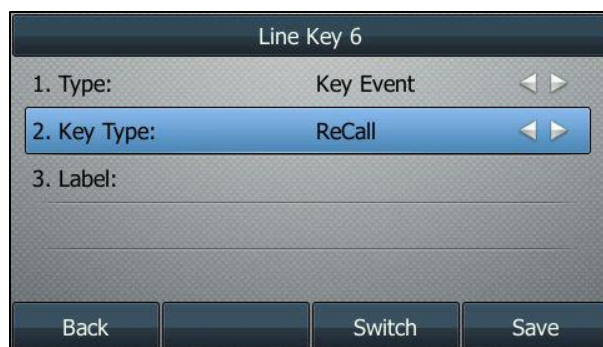 Line Key 6
1. Type: Key Event
2. Key Type: ReCall
3. Label:
Back Switch Save